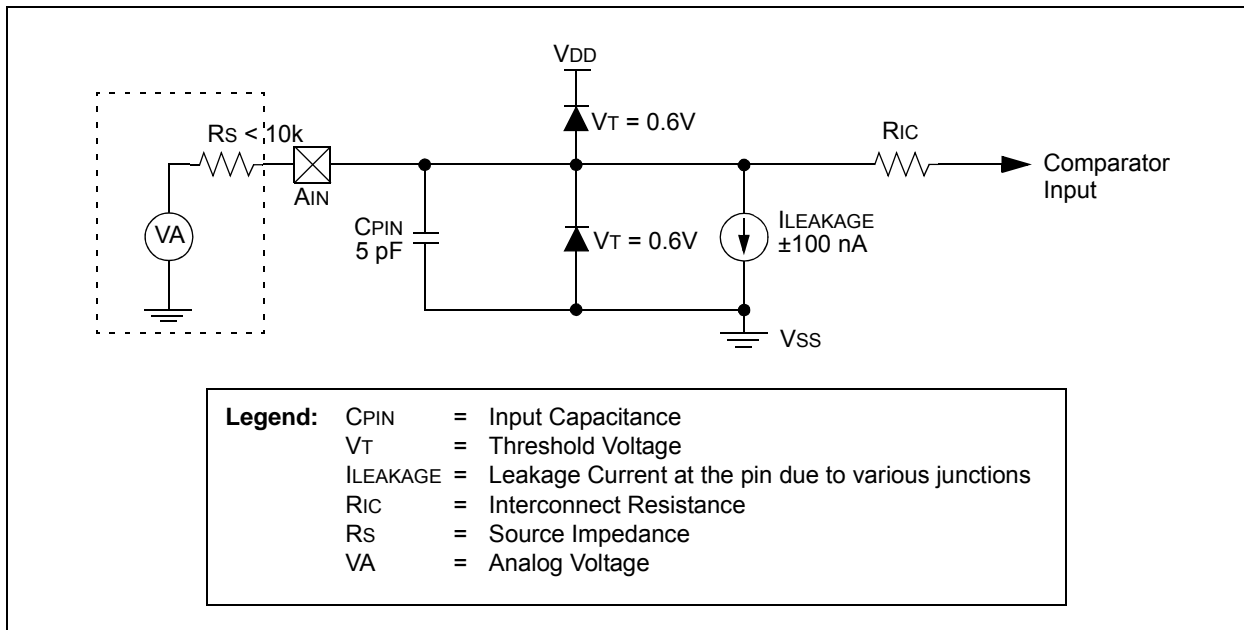 VDD
VT = 0.6V
RS < 10k
RIC
AIN
Comparator
Input
VA
CPIN
5 pF
VT = 0.6V
ILEAKAGE
±100 nA
VSS
Legend: CPIN = Input Capacitance
VT = Threshold Voltage
ILEAKAGE = Leakage Current at the pin due to various junctions
RIC = Interconnect Resistance
RS = Source Impedance
VA = Analog Voltage